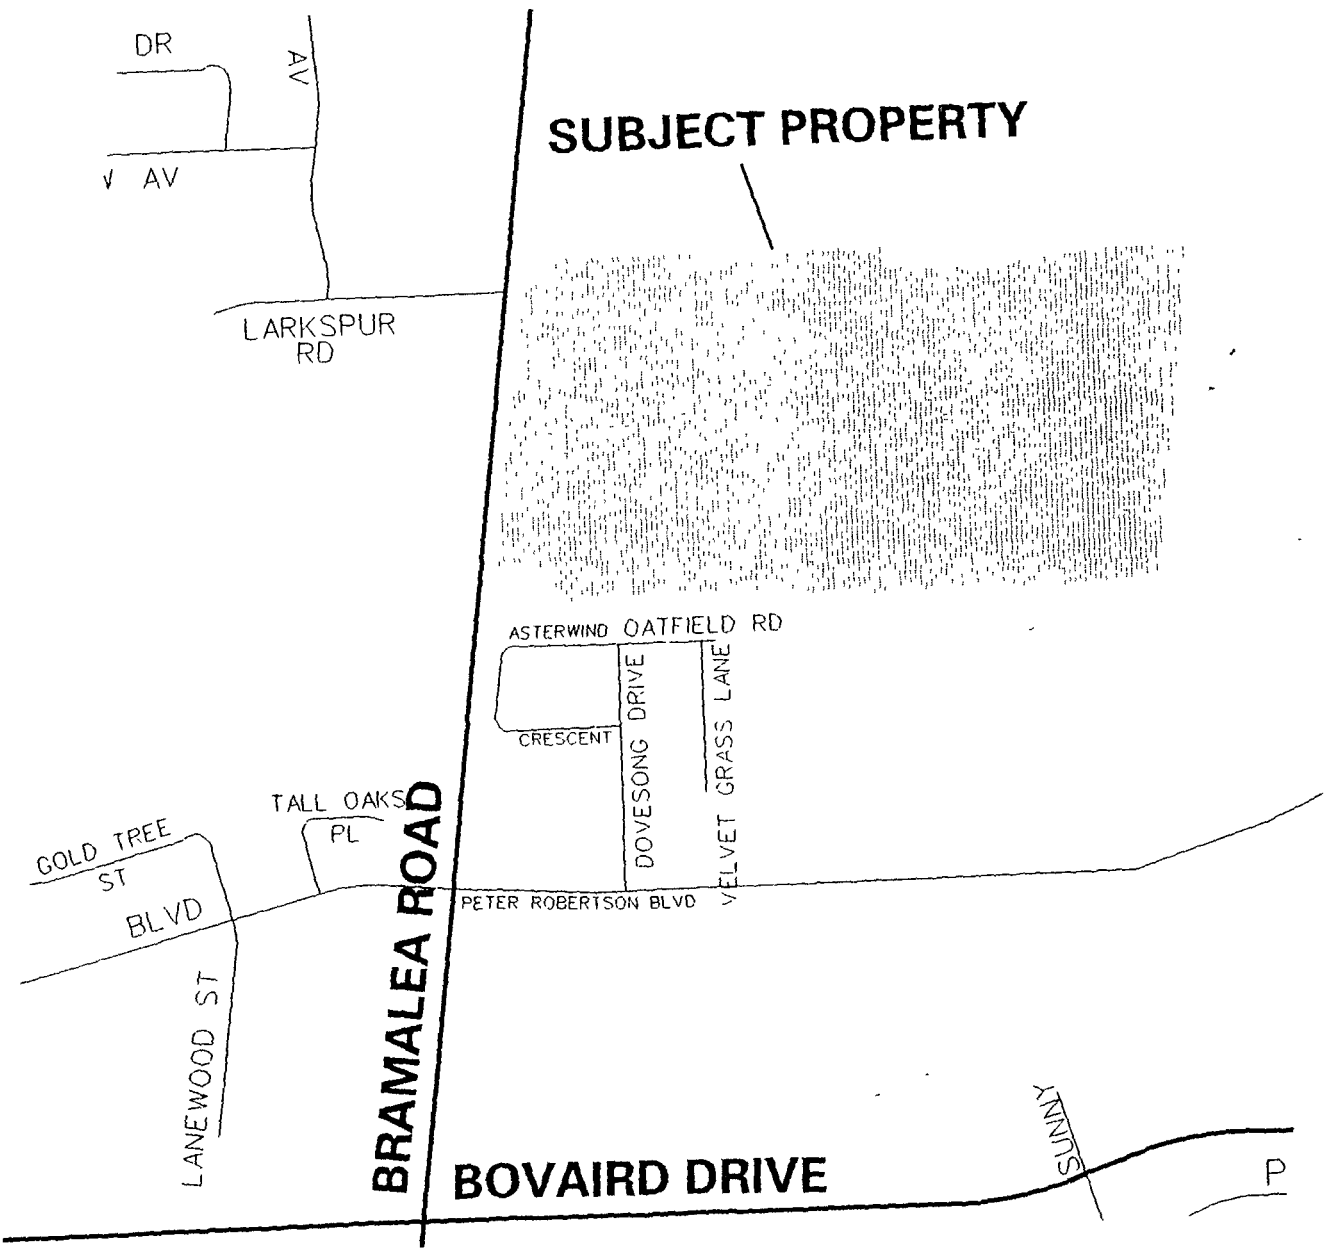 DR
AV
SUBJECT PROPERTY
AV
LARKSPUR
RD
ASTERWIND OATFIELD RD
CRESCENT
DOVESONG DRIVE
VELVET GRASS LANE
TALL OAKS
PL
GOLD TREE
ST
BLVD
PETER ROBERTSON BLVD
LANEWOOD ST
BRAMALEA ROAD
BOVAIRD DRIVE
SUNNY
P